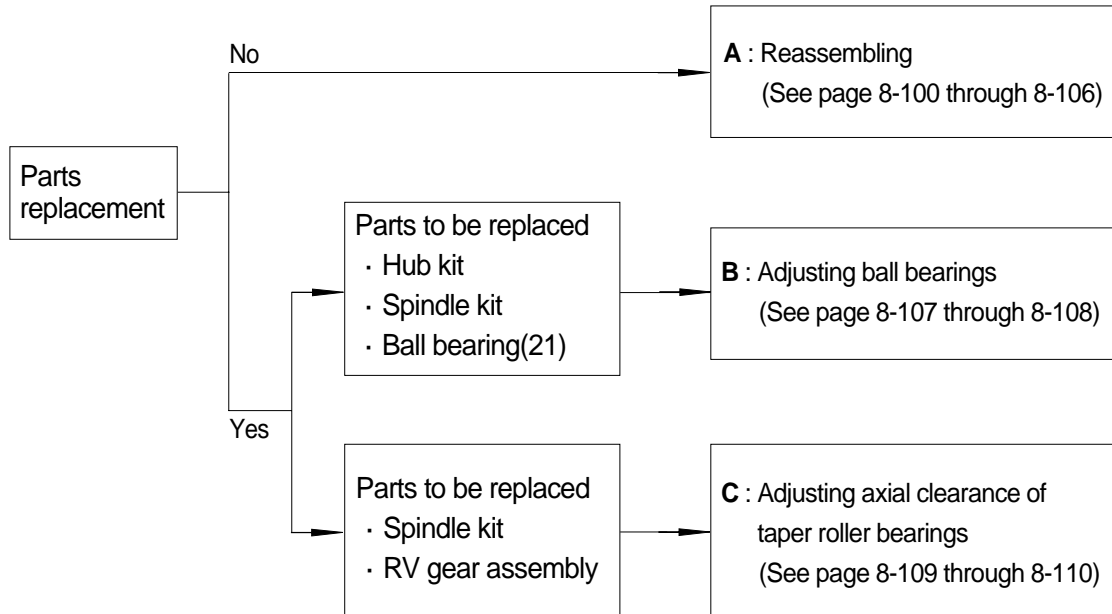 No
A : Reassembling
(See page 8-100 through 8-106)
Parts
replacement
Parts to be replaced
· Hub kit
· Spindle kit
· Ball bearing(21)
B : Adjusting ball bearings
(See page 8-107 through 8-108)
Yes
Parts to be replaced
· Spindle kit
· RV gear assembly
C : Adjusting axial clearance of
taper roller bearings
(See page 8-109 through 8-110)